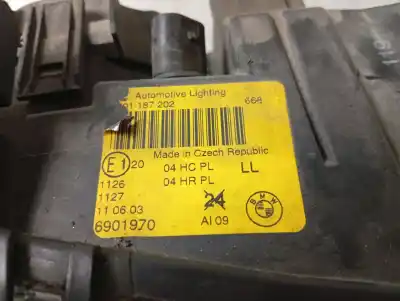 Automotive Lighting
01 187 202 666
Made in Czech Republic
E1 20 04 HC PL LL
1126 04 HR PL
1127 24
11 06.03 AI 09 BMW
6901970